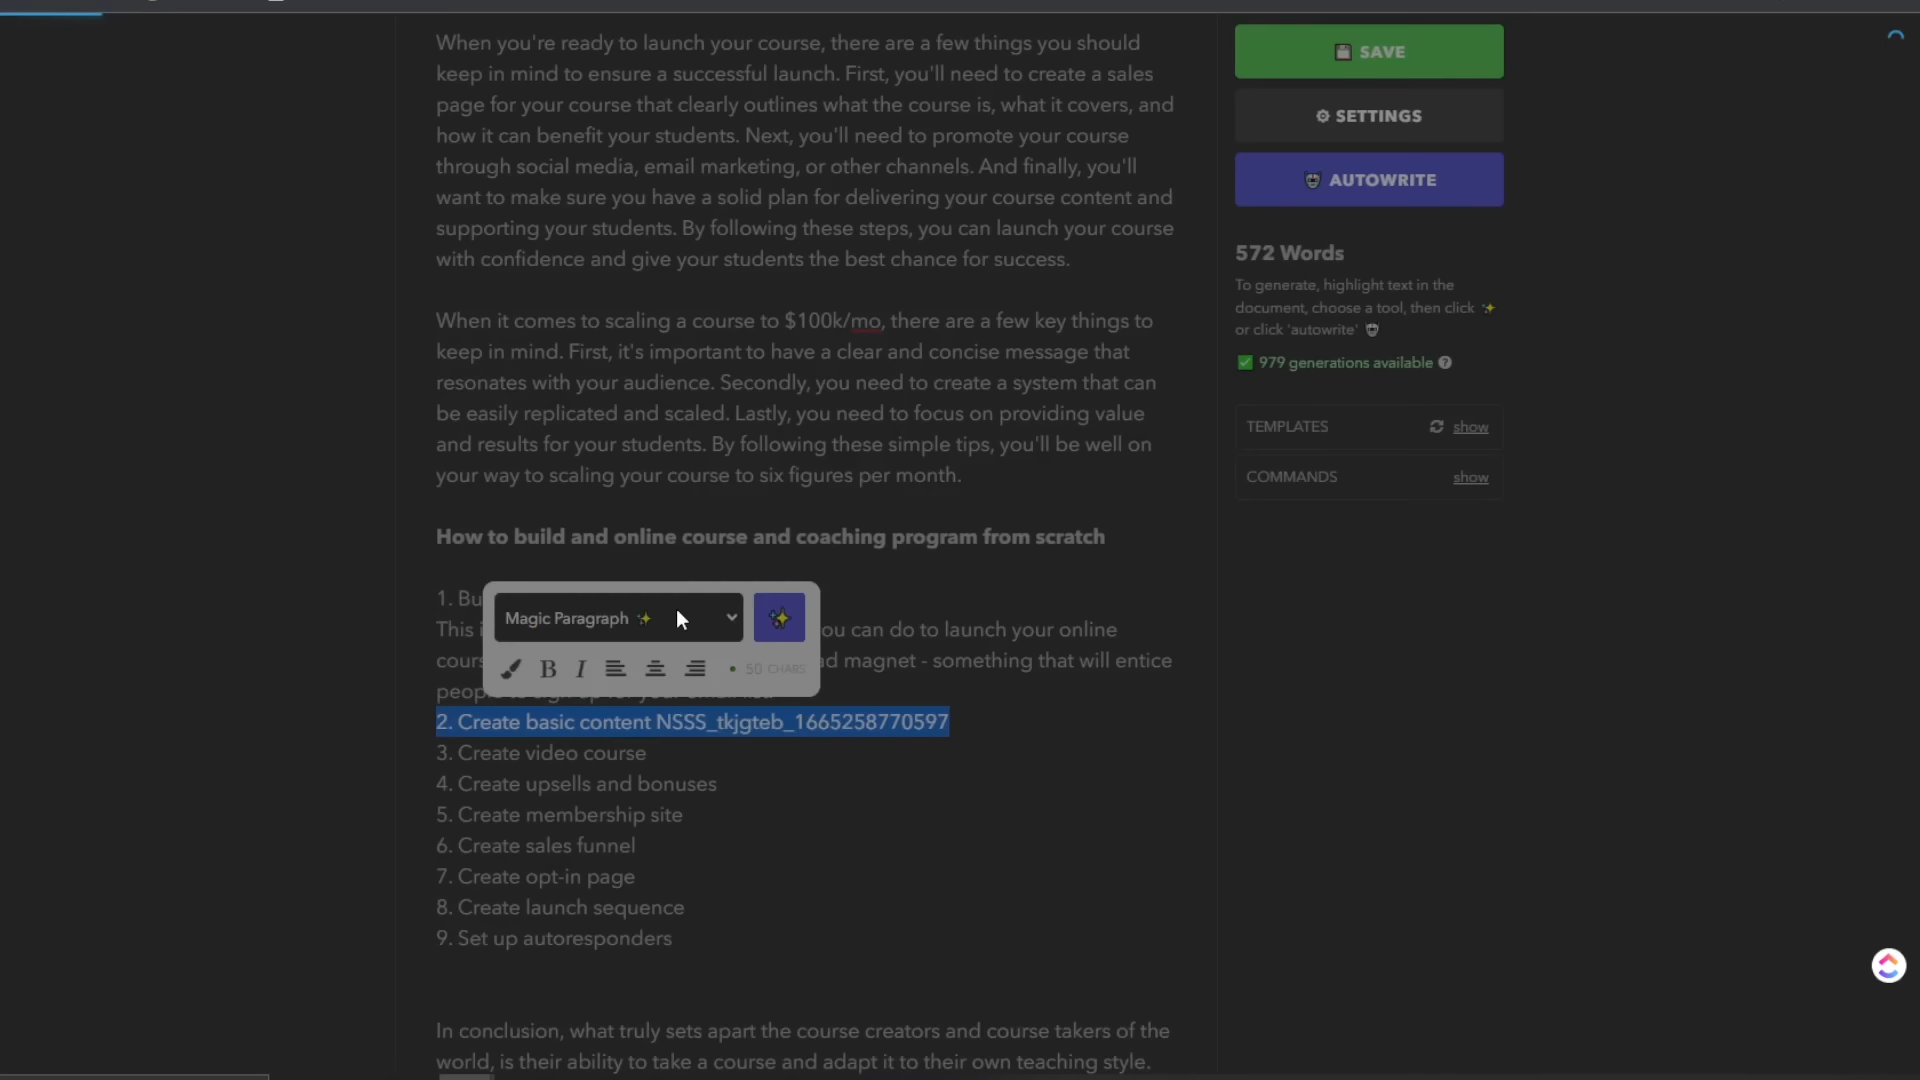 When you're ready to launch your course, there are a few things you should
keep in mind to ensure a successful launch. First, you'll need to create a sales
page for your course that clearly outlines what the course is, what it covers, and
how it can benefit your students. Next, you'll need to promote your course
through social media, email marketing, or other channels. And finally, you'll
want to make sure you have a solid plan for delivering your course content and
supporting your students. By following these steps, you can launch your course
with confidence and give your students the best chance for success.
When it comes to scaling a course to $100k/mo, there are a few key things to
keep in mind. First, it's important to have a clear and concise message that
resonates with your audience. Secondly, you need to create a system that can
be easily replicated and scaled. Lastly, you need to focus on providing value
and results for your students. By following these simple tips, you'll be well on
your way to scaling your course to six figures per month.
How to build and online course and coaching program from scratch
1. Bu
This ou can do to launch your online
cours ad magnet - something that will entice
peop
2. Create basic content NSSS_tkjgteb_1665258770597
3. Create video course
4. Create upsells and bonuses
5. Create membership site
6. Create sales funnel
7. Create opt-in page
8. Create launch sequence
9. Set up autoresponders
In conclusion, what truly sets apart the course creators and course takers of the
world, is their ability to take a course and adapt it to their own teaching style.
Magic Paragraph
B I 50 CHARS
SAVE
SETTINGS
AUTOWRITE
572 Words
To generate, highlight text in the
document, choose a tool, then click
or click 'autowrite'
979 generations available ?
TEMPLATES show
COMMANDS show